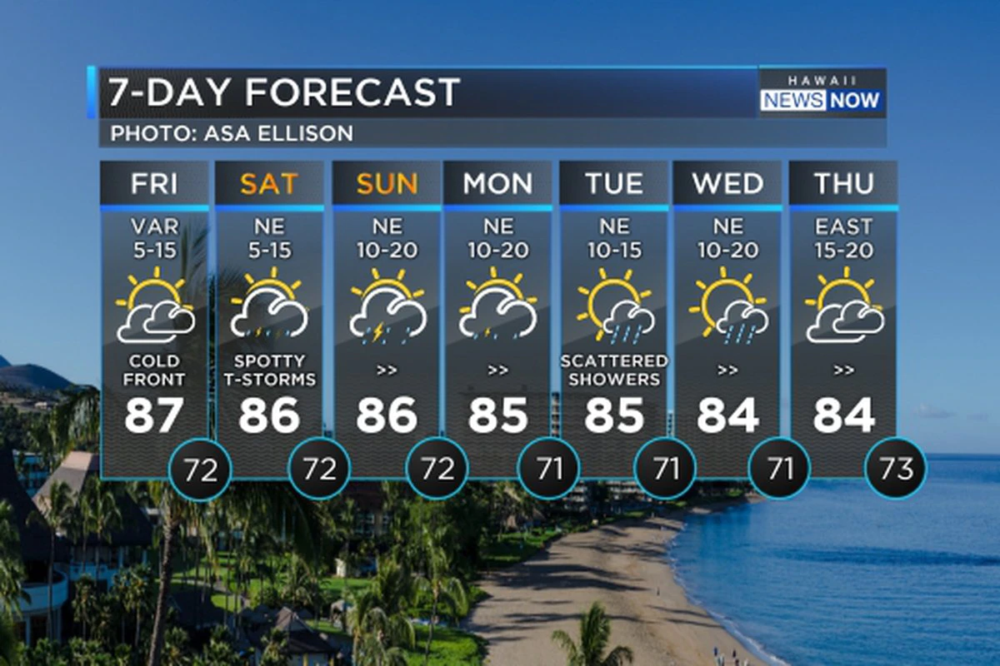 7-DAY FORECAST
HAWAII
NEWS NOW
PHOTO: ASA ELLISON
FRI
VAR
5-15
COLD
FRONT
87
72
SAT
NE
5-15
SPOTTY
T-STORMS
86
72
SUN
NE
10-20
>>
86
72
MON
NE
10-20
>>
85
71
TUE
NE
10-15
SCATTERED
SHOWERS
85
71
WED
NE
10-20
>>
84
71
THU
EAST
15-20
>>
84
73